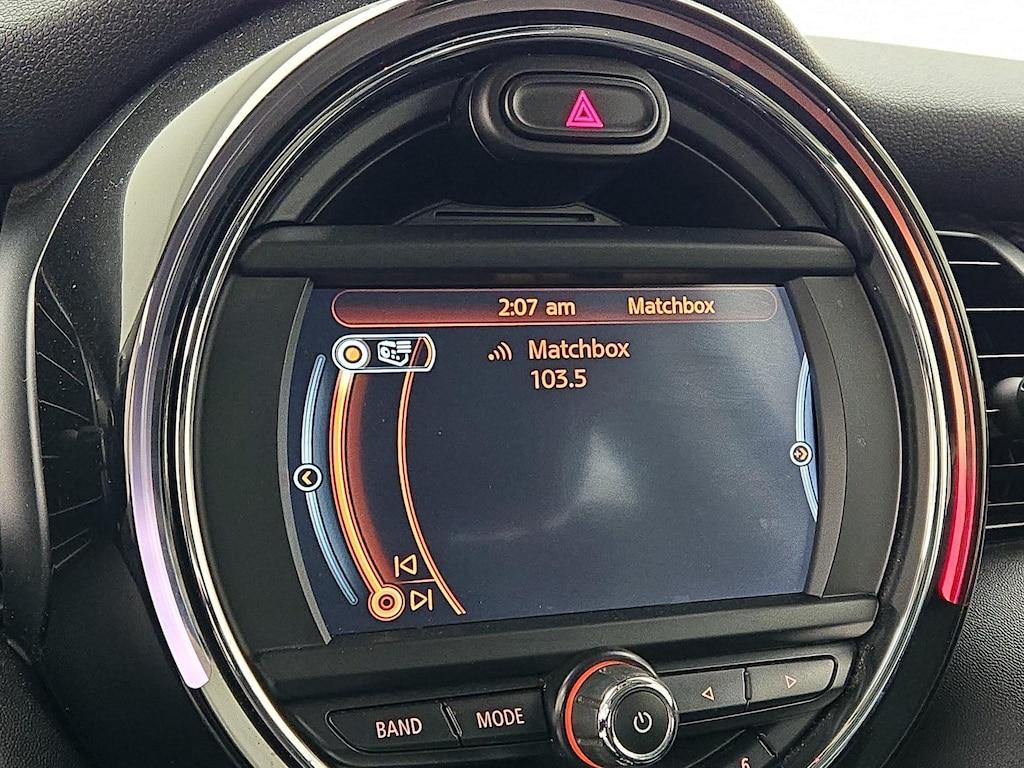 2:07 am Matchbox
Matchbox
103.5
BAND MODE
6